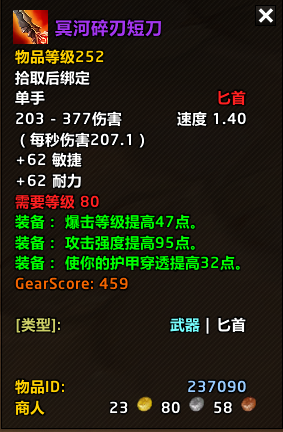 冥河碎刃短刀
物品等级252
拾取后绑定
单手 匕首
203 - 377伤害 速度 1.40
（每秒伤害207.1）
+62 敏捷
+62 耐力
需要等级 80
装备： 爆击等级提高47点。
装备： 攻击强度提高95点。
装备： 使你的护甲穿透提高32点。
GearScore: 459
[类型]: 武器 | 匕首
物品ID: 237090
商人 23 80 58